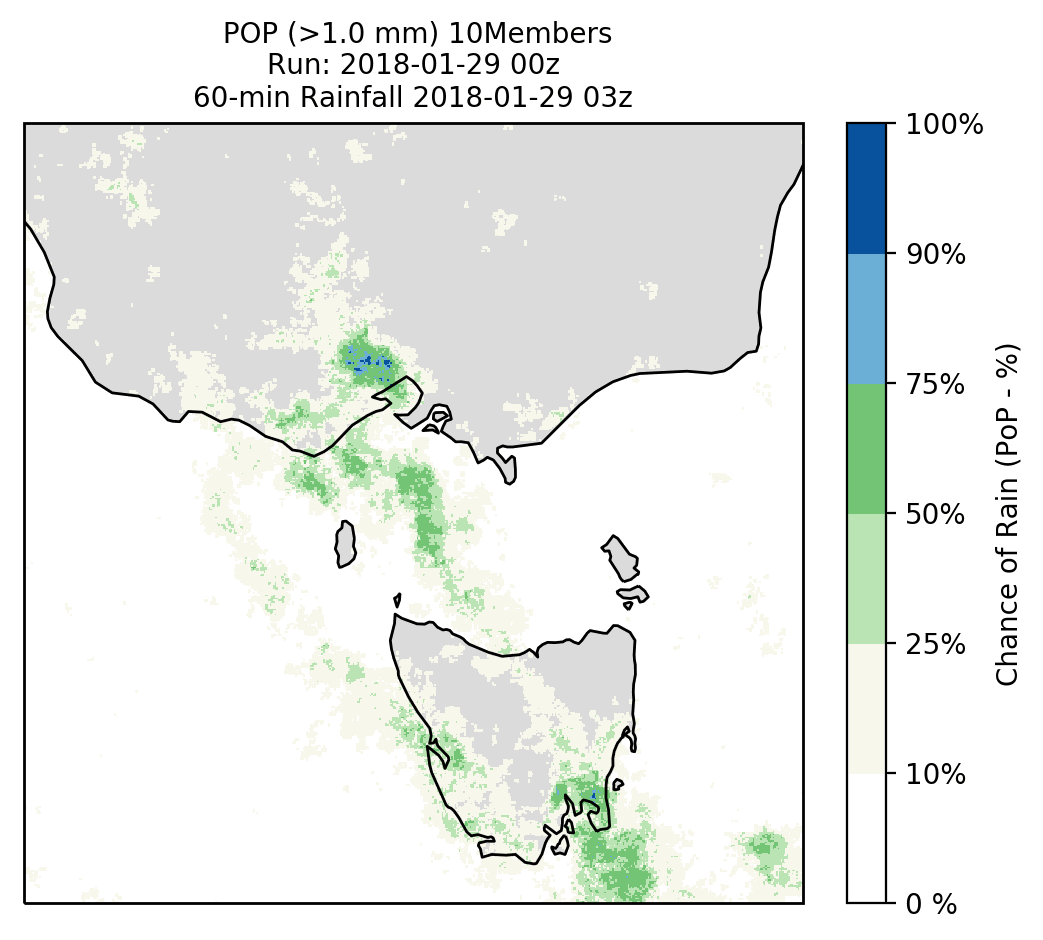 POP (>1.0 mm) 10Members
Run: 2018-01-29 00z
60-min Rainfall 2018-01-29 03z
100%
90%
75%
50%
25%
10%
0 %
Chance of Rain (PoP - %)